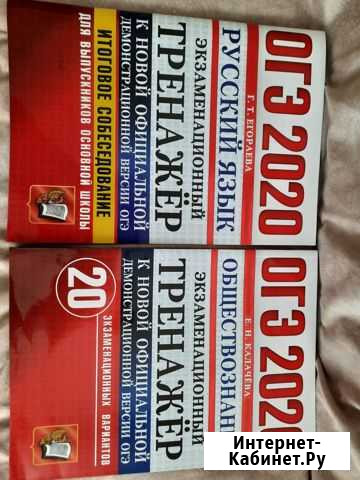 ОГЭ 2020
Г. Т. ЕГОРАЕВА
РУССКИЙ ЯЗЫК
ЭКЗАМЕНАЦИОННЫЙ
ТРЕНАЖЁР
К НОВОЙ ОФИЦИАЛЬНОЙ
ДЕМОНСТРАЦИОННОЙ ВЕРСИИ ОГЭ
ИТОГОВОЕ СОБЕСЕДОВАНИЕ
ДЛЯ ВЫПУСКНИКОВ ОСНОВНОЙ ШКОЛЫ
ОГЭ 2020
Е. Н. КАЛАЧЁВА
ОБЩЕСТВОЗНАН
ЭКЗАМЕНАЦИОННЫЙ
ТРЕНАЖЁР
К НОВОЙ ОФИЦИАЛЬНОЙ
ДЕМОНСТРАЦИОННОЙ ВЕРСИИ ОГЭ
20
ЭКЗАМЕНАЦИОННЫХ ВАРИАНТОВ
Интернет-
Кабинет.Ру